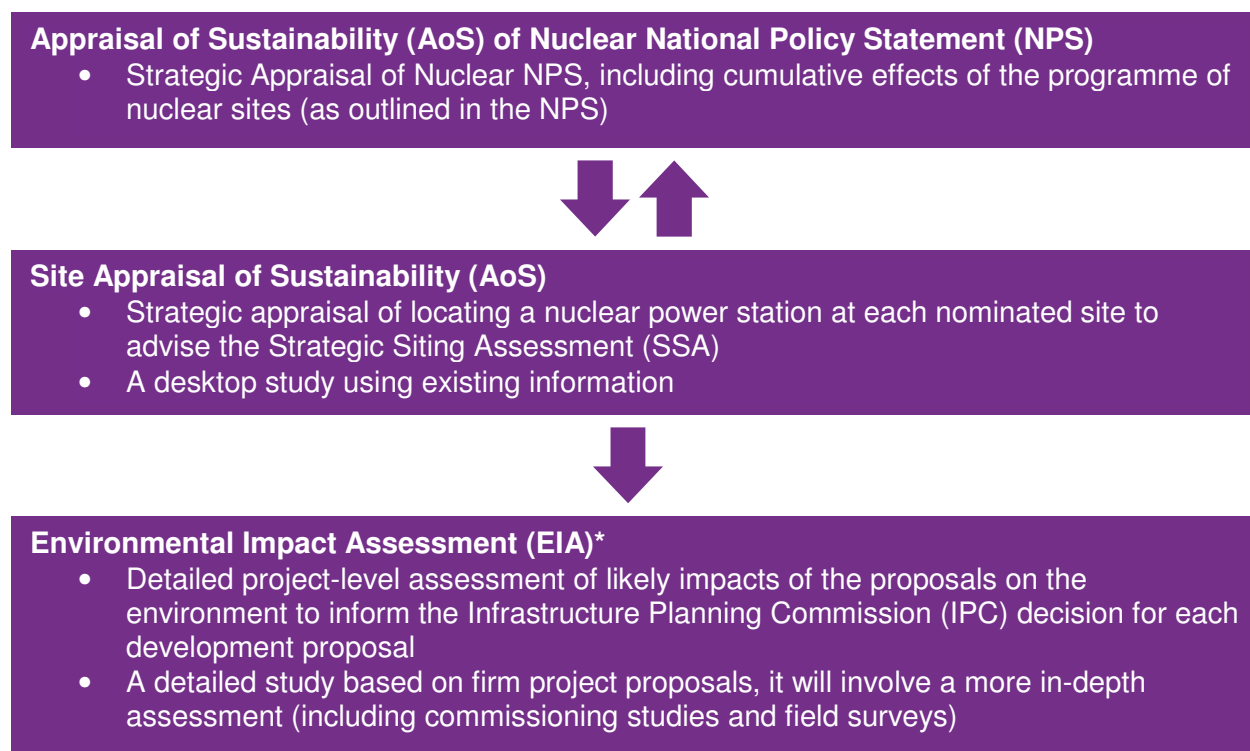 Appraisal of Sustainability (AoS) of Nuclear National Policy Statement (NPS)
• Strategic Appraisal of Nuclear NPS, including cumulative effects of the programme of
nuclear sites (as outlined in the NPS)
Site Appraisal of Sustainability (AoS)
• Strategic appraisal of locating a nuclear power station at each nominated site to
advise the Strategic Siting Assessment (SSA)
• A desktop study using existing information
Environmental Impact Assessment (EIA)*
• Detailed project-level assessment of likely impacts of the proposals on the
environment to inform the Infrastructure Planning Commission (IPC) decision for each
development proposal
• A detailed study based on firm project proposals, it will involve a more in-depth
assessment (including commissioning studies and field surveys)